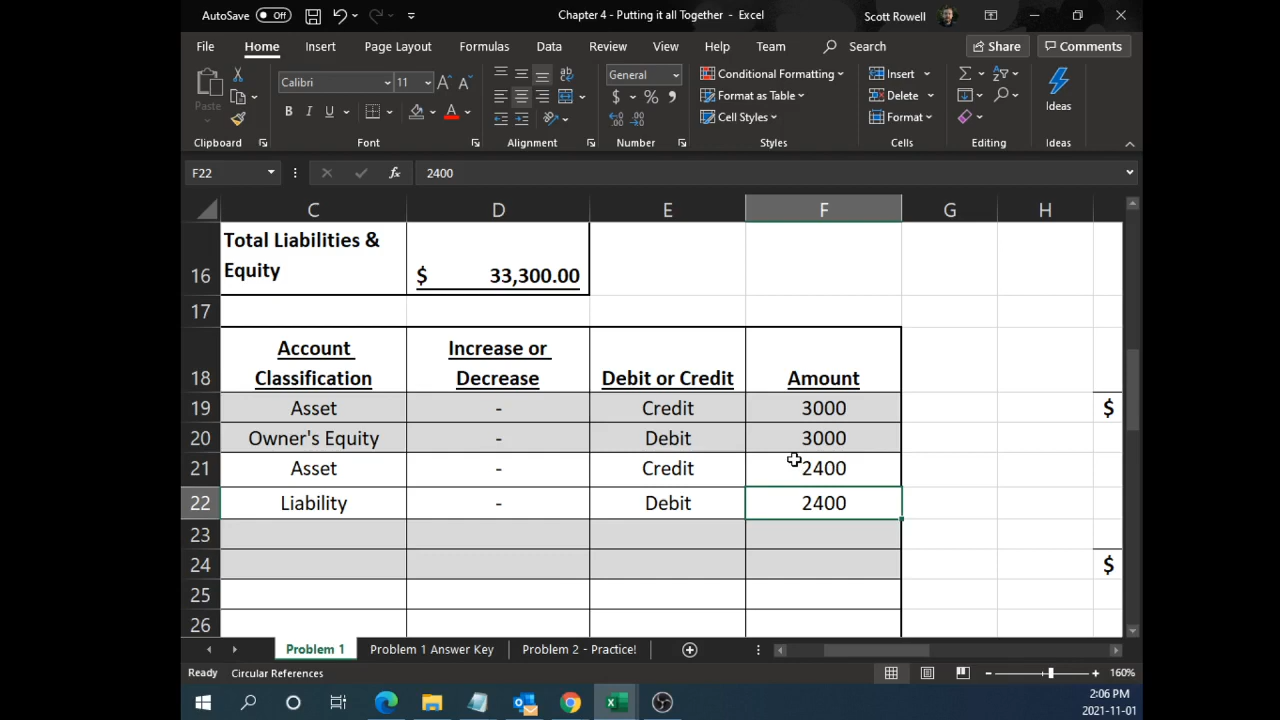 AutoSave Off Chapter 4 - Putting it all Together - Excel Scott Rowell
File Home Insert Page Layout Formulas Data Review View Help Team Search Share Comments
Paste Calibri 11 General Conditional Formatting Format as Table Cell Styles Insert Delete Format Ideas
Clipboard Font Alignment Number Styles Cells Editing Ideas
F22 fx 2400
C D E F G H
16 Total Liabilities &
Equity $ 33,300.00
17
18 Account Increase or
Classification Decrease Debit or Credit Amount
19 Asset - Credit 3000 $
20 Owner's Equity - Debit 3000
21 Asset - Credit 2400
22 Liability - Debit 2400
23
24 $
25
26
Problem 1 Problem 1 Answer Key Problem 2 - Practice!
Ready Circular References 160%
2:06 PM
2021-11-01